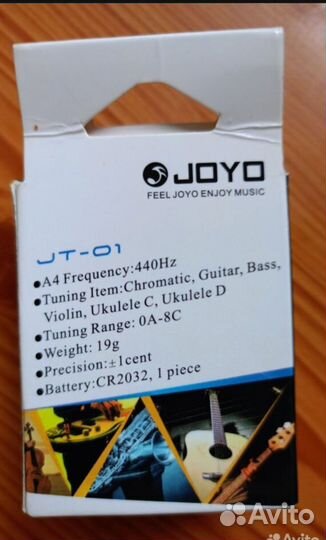 JOYO
FEEL JOYO ENJOY MUSIC
JT-01
•A4 Frequency:440Hz
•Tuning Item:Chromatic, Guitar, Bass,
Violin, Ukulele C, Ukulele D
•Tuning Range: 0A-8C
•Weight: 19g
•Precision:±1cent
•Battery:CR2032, 1 piece
Avito
Avito